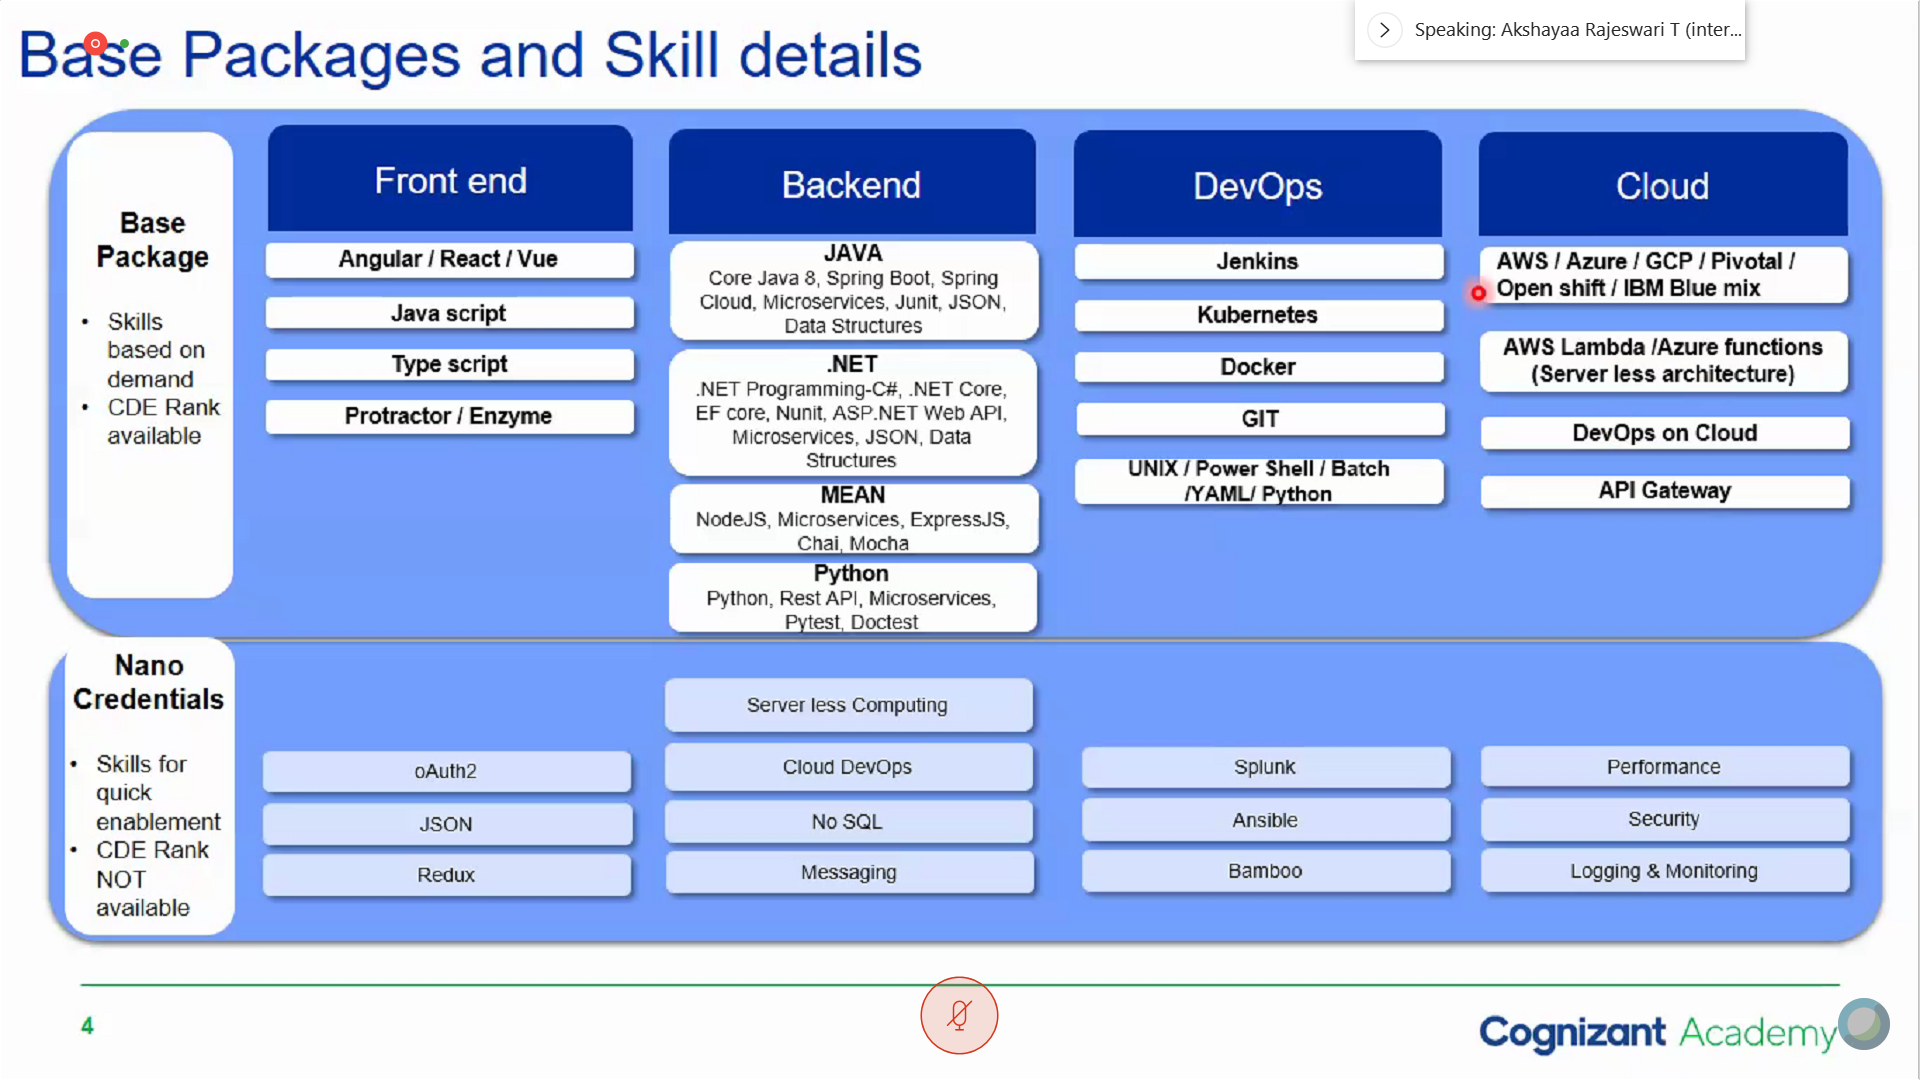 Speaking: Akshayaa Rajeswari T (inter...
Base Packages and Skill details
Base
Package
• Skills
based on
demand
• CDE Rank
available
Front end
Angular / React / Vue
Java script
Type script
Protractor / Enzyme
Backend
JAVA
Core Java 8, Spring Boot, Spring
Cloud, Microservices, Junit, JSON,
Data Structures
.NET
.NET Programming-C#, .NET Core,
EF core, Nunit, ASP.NET Web API,
Microservices, JSON, Data
Structures
MEAN
NodeJS, Microservices, ExpressJS,
Chai, Mocha
Python
Python, Rest API, Microservices,
Pytest, Doctest
DevOps
Jenkins
Kubernetes
Docker
GIT
UNIX / Power Shell / Batch
/YAML/ Python
Cloud
AWS / Azure / GCP / Pivotal /
Open shift / IBM Blue mix
AWS Lambda /Azure functions
(Server less architecture)
DevOps on Cloud
API Gateway
Nano
Credentials
• Skills for
quick
enablement
• CDE Rank
NOT
available
oAuth2
JSON
Redux
Server less Computing
Cloud DevOps
No SQL
Messaging
Splunk
Ansible
Bamboo
Performance
Security
Logging & Monitoring
4
Cognizant Academy